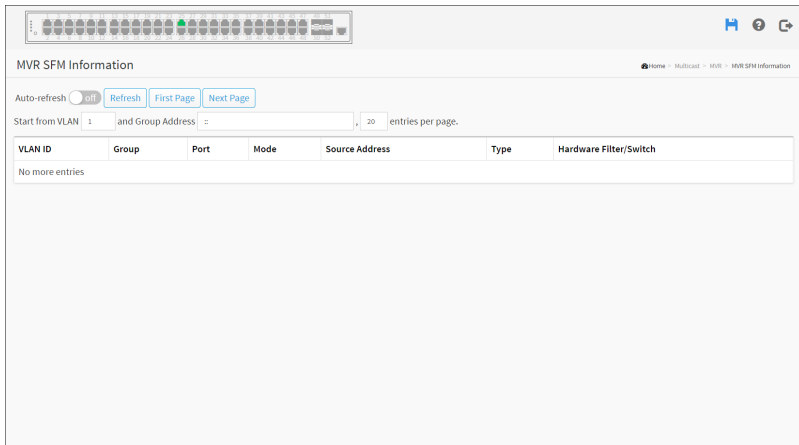 MVR SFM Information
Home > Multicast > MVR > MVR SFM Information
Auto-refresh off Refresh First Page Next Page
Start from VLAN 1 and Group Address :: , 20 entries per page.
VLAN ID Group Port Mode Source Address Type Hardware Filter/Switch
No more entries